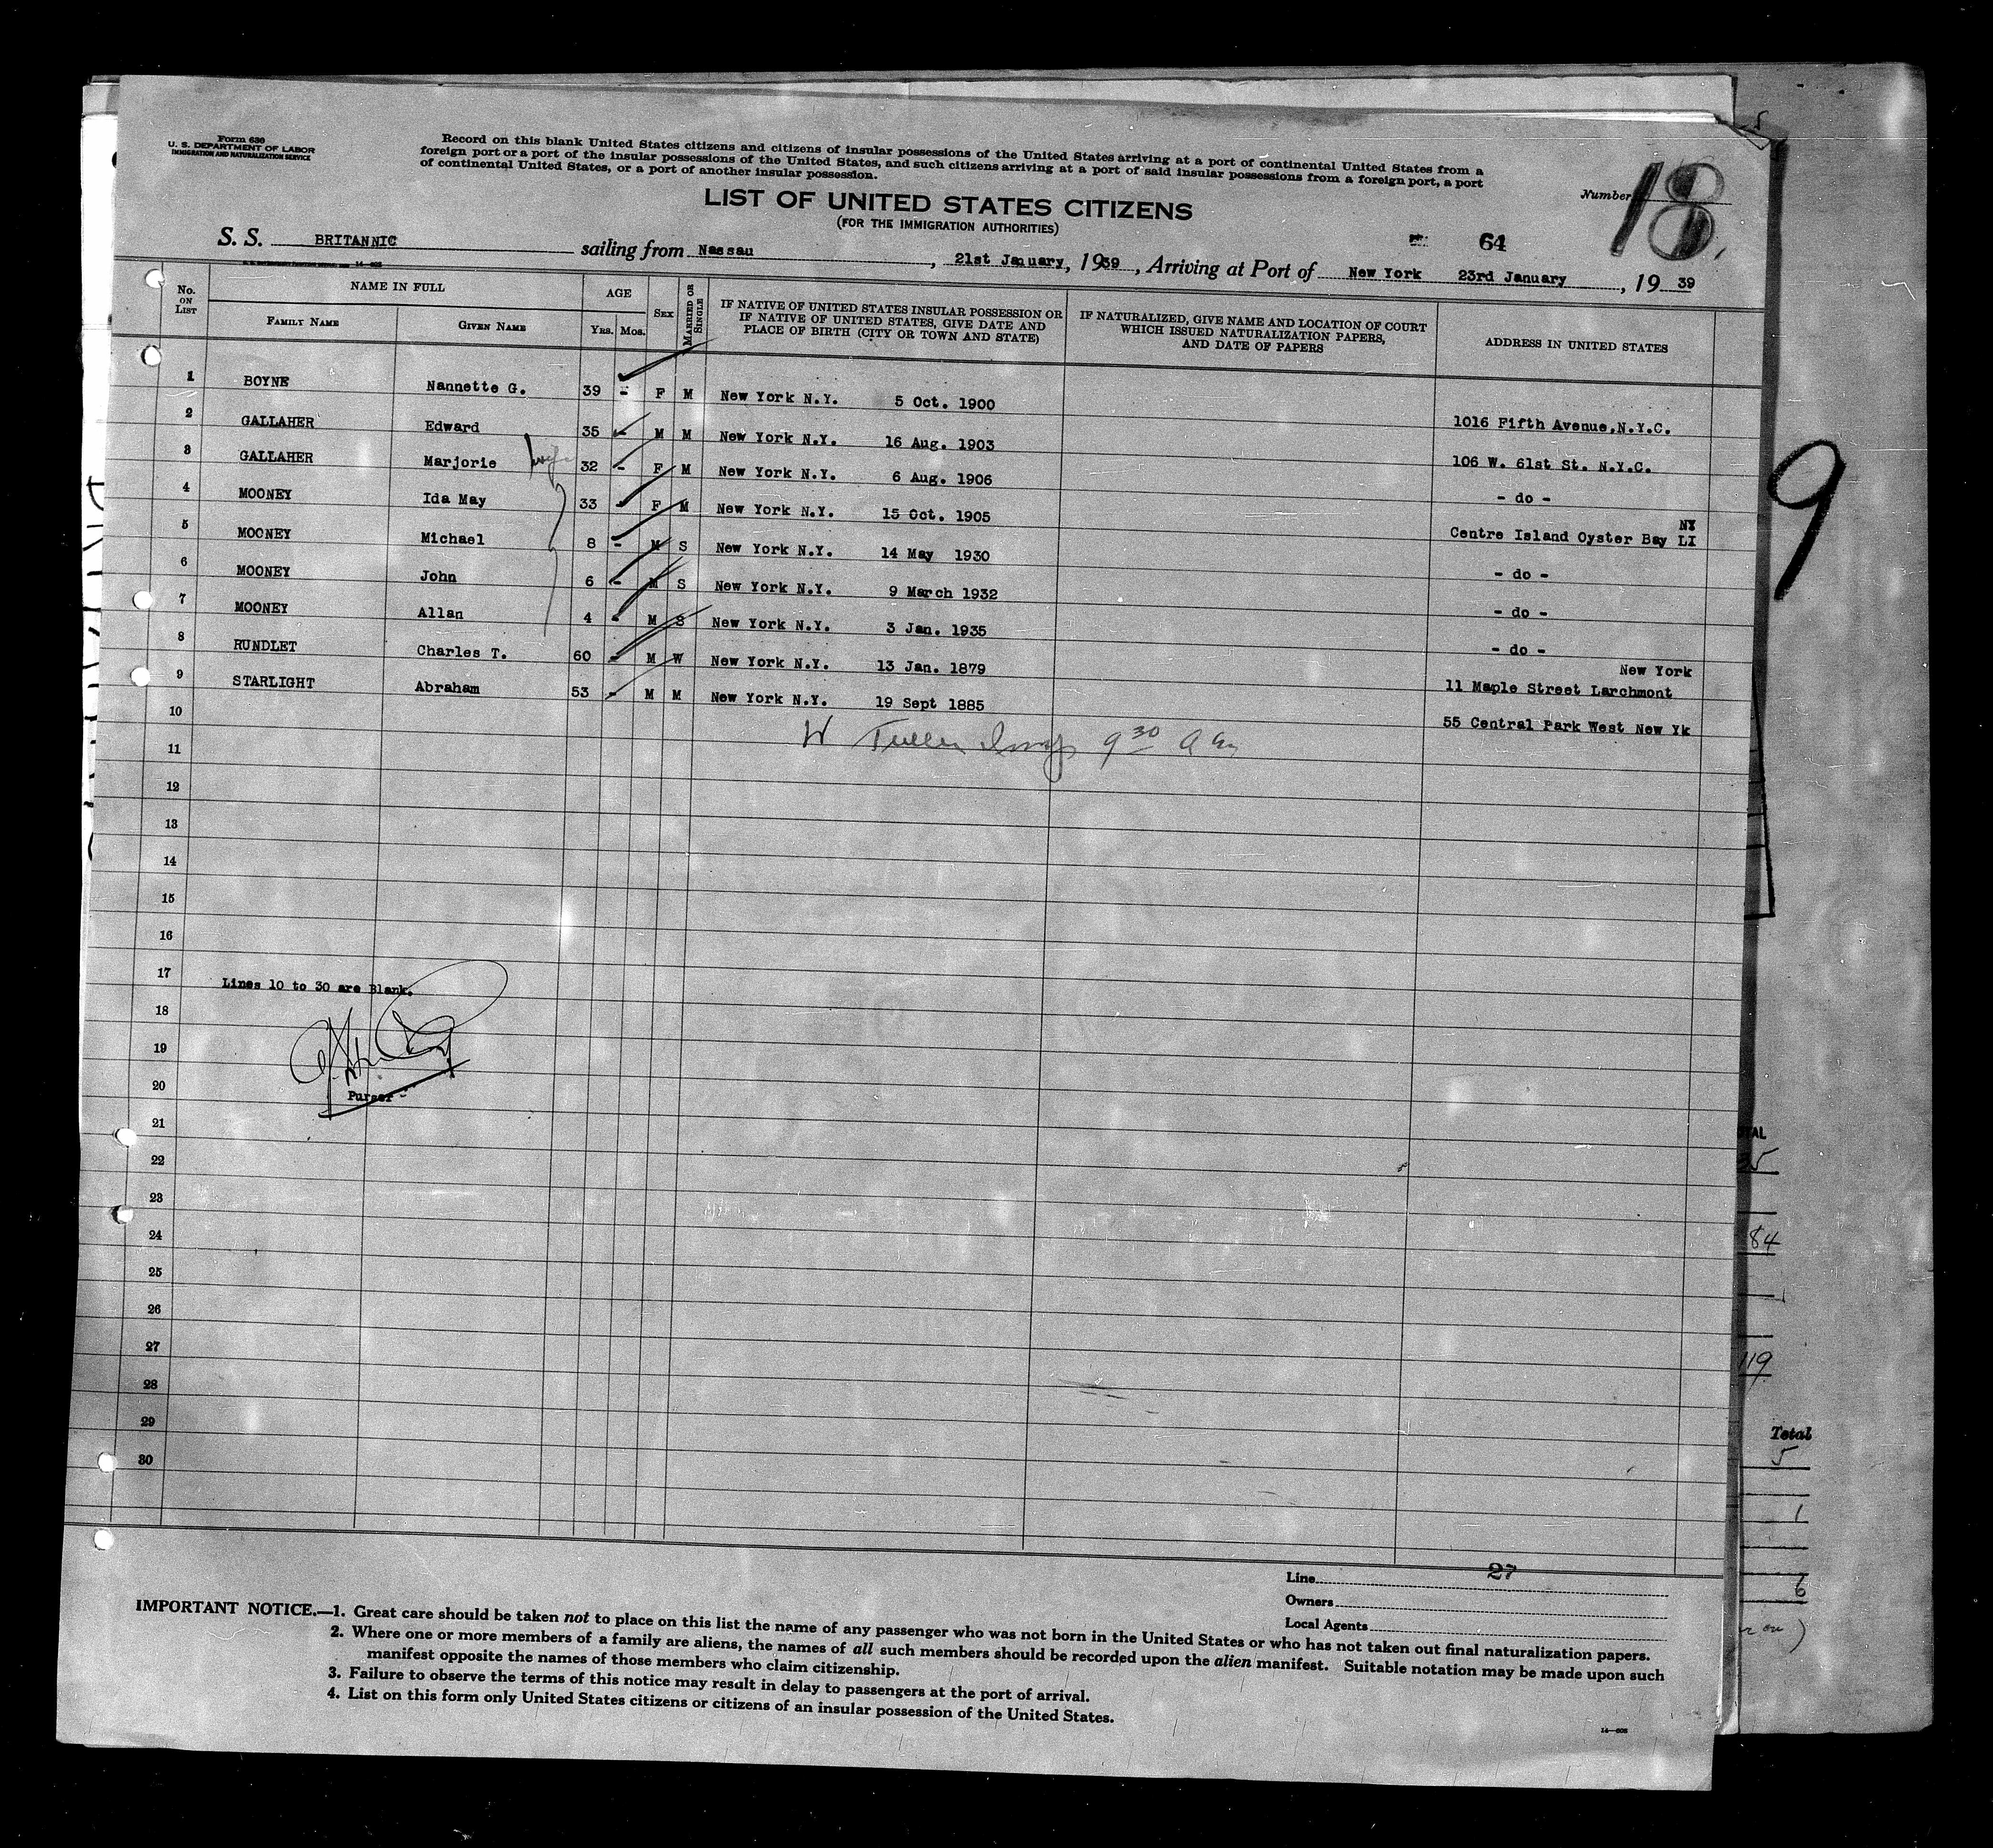 Form 630
U. S. DEPARTMENT OF LABOR
IMMIGRATION AND NATURALIZATION SERVICE
Record on this blank United States citizens and citizens of insular possessions of the United States arriving at a port of continental United States from a
foreign port or a port of the insular possessions of the United States, and such citizens arriving at a port of said insular possessions from a foreign port, a port
of continental United States, or a port of another insular possession.
Number 18
LIST OF UNITED STATES CITIZENS
(FOR THE IMMIGRATION AUTHORITIES)
64
S. S. BRITANNIC sailing from Nassau, 21st January, 1939, Arriving at Port of New York 23rd January, 19 39
No. ON LIST NAME IN FULL AGE SEX MARRIED OR SINGLE IF NATIVE OF UNITED STATES INSULAR POSSESSION OR IF NATIVE OF UNITED STATES, GIVE DATE AND PLACE OF BIRTH (CITY OR TOWN AND STATE) IF NATURALIZED, GIVE NAME AND LOCATION OF COURT WHICH ISSUED NATURALIZATION PAPERS, AND DATE OF PAPERS ADDRESS IN UNITED STATES
FAMILY NAME GIVEN NAME YRS. MOS.
1 BOYNE Nannette G. 39 - F M New York N.Y. 5 Oct. 1900 1016 Fifth Avenue,N.Y.C.
2 GALLAHER Edward 35 - M M New York N.Y. 16 Aug. 1903 106 W. 61st St. N.Y.C.
3 GALLAHER Marjorie wife 32 - F M New York N.Y. 6 Aug. 1906 - do -
4 MOONEY Ida May 33 - F M New York N.Y. 15 Oct. 1905 Centre Island Oyster Bay LI NY
5 MOONEY Michael 8 - M S New York N.Y. 14 May 1930 - do -
6 MOONEY John 6 - M S New York N.Y. 9 March 1932 - do -
7 MOONEY Allan 4 - M S New York N.Y. 3 Jan. 1935 - do -
8 RUNDLET Charles T. 60 - M W New York N.Y. 13 Jan. 1879 11 Maple Street Larchmont New York
9 STARLIGHT Abraham 53 - M M New York N.Y. 19 Sept 1885 55 Central Park West New Yk
10
W 9 30 a m
11
12
13
14
15
16
17
Lines 10 to 30 are Blank.
18
19
20
Purser -
21
22
23
24
25
26
27
28
29
30
Line 27
Owners
Local Agents
IMPORTANT NOTICE.—1. Great care should be taken not to place on this list the name of any passenger who was not born in the United States or who has not taken out final naturalization papers.
2. Where one or more members of a family are aliens, the names of all such members should be recorded upon the alien manifest. Suitable notation may be made upon such
manifest opposite the names of those members who claim citizenship.
3. Failure to observe the terms of this notice may result in delay to passengers at the port of arrival.
4. List on this form only United States citizens or citizens of an insular possession of the United States.
9
84
119
Total
5
1
6